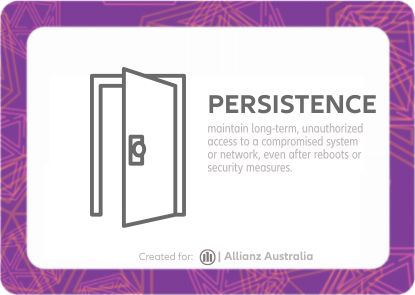 PERSISTENCE
maintain long-term, unauthorized
access to a compromised system
or network, even after reboots or
security measures.
Created for: | Allianz Australia